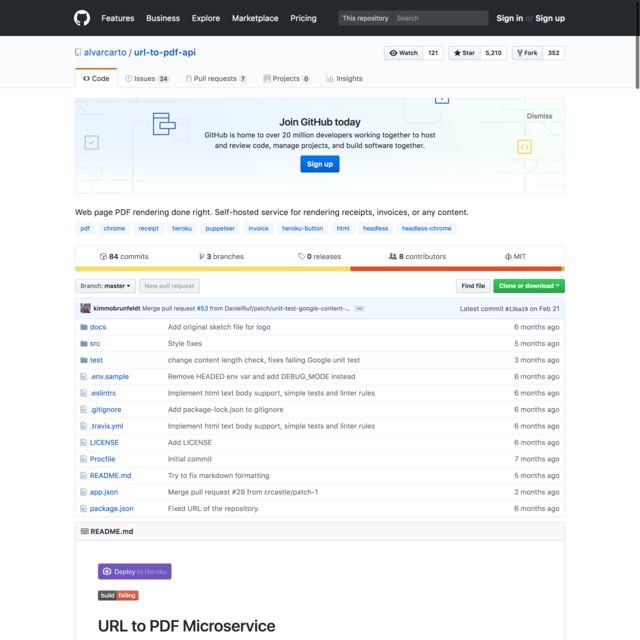 Features Business Explore Marketplace Pricing This repository Search Sign in or Sign up
alvarcarto / url-to-pdf-api Watch 121 Star 5,210 Fork 352
Code Issues 24 Pull requests 7 Projects 0 Insights
Join GitHub today
Dismiss
GitHub is home to over 20 million developers working together to host
and review code, manage projects, and build software together.
Sign up
Web page PDF rendering done right. Self-hosted service for rendering receipts, invoices, or any content.
pdf chrome receipt heroku puppeteer invoice heroku-button html headless headless-chrome
84 commits 3 branches 0 releases 8 contributors MIT
Branch: master New pull request Find file Clone or download
kimmobrunfeldt Merge pull request #53 from DanielRuf/patch/unit-test-google-content-... Latest commit 013ba19 on Feb 21
docs Add original sketch file for logo 6 months ago
src Style fixes 5 months ago
test change content length check, fixes failing Google unit test 3 months ago
.env.sample Remove HEADED env var and add DEBUG_MODE instead 6 months ago
.eslintrc Implement html text body support, simple tests and linter rules 6 months ago
.gitignore Add package-lock.json to gitignore 6 months ago
.travis.yml Implement html text body support, simple tests and linter rules 6 months ago
LICENSE Add LICENSE 6 months ago
Procfile Initial commit 7 months ago
README.md Try to fix markdown formatting 5 months ago
app.json Merge pull request #29 from crcastle/patch-1 2 months ago
package.json Fixed URL of the repository. 6 months ago
README.md
Deploy to Heroku
build failing
URL to PDF Microservice